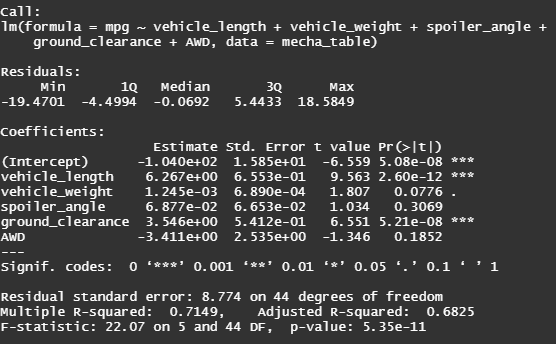 Call:
lm(formula = mpg ~ vehicle_length + vehicle_weight + spoiler_angle +
    ground_clearance + AWD, data = mecha_table)

Residuals:
     Min       1Q   Median       3Q      Max
-19.4701  -4.4994  -0.0692   5.4433  18.5849

Coefficients:
                   Estimate Std. Error t value Pr(>|t|)
(Intercept)      -1.040e+02  1.585e+01  -6.559 5.08e-08 ***
vehicle_length    6.267e+00  6.553e-01   9.563 2.60e-12 ***
vehicle_weight    1.245e-03  6.890e-04   1.807   0.0776 .
spoiler_angle     6.877e-02  6.653e-02   1.034   0.3069
ground_clearance  3.546e+00  5.412e-01   6.551 5.21e-08 ***
AWD              -3.411e+00  2.535e+00  -1.346   0.1852
---
Signif. codes:  0 ‘***’ 0.001 ‘**’ 0.01 ‘*’ 0.05 ‘.’ 0.1 ‘ ’ 1

Residual standard error: 8.774 on 44 degrees of freedom
Multiple R-squared:  0.7149,	Adjusted R-squared:  0.6825
F-statistic: 22.07 on 5 and 44 DF,  p-value: 5.35e-11